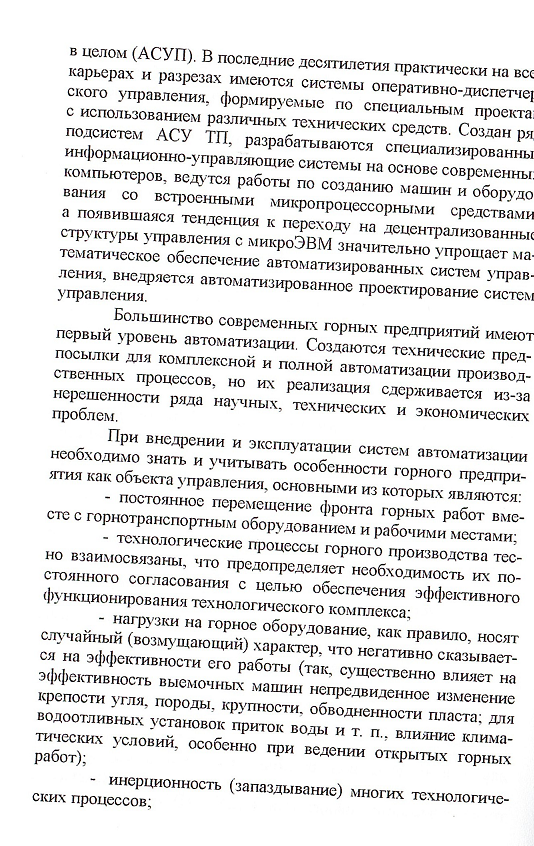 в целом (АСУП). В последние десятилетия практически на все
карьерах и разрезах имеются системы оперативно-диспетчер
ского управления, формируемые по специальным проекта
с использованием различных технических средств. Создан ря
подсистем АСУ ТП, разрабатываются специализированны
информационно-управляющие системы на основе современны
компьютеров, ведутся работы по созданию машин и оборудо-
вания со встроенными микропроцессорными средствами,
а появившаяся тенденция к переходу на децентрализованные
структуры управления с микроЭВМ значительно упрощает ма-
тематическое обеспечение автоматизированных систем управ-
ления, внедряется автоматизированное проектирование систем
управления.
Большинство современных горных предприятий имеют
первый уровень автоматизации. Создаются технические пред-
посылки для комплексной и полной автоматизации производ-
ственных процессов, но их реализация сдерживается из-за
нерешенности ряда научных, технических и экономических
проблем.
При внедрении и эксплуатации систем автоматизации
необходимо знать и учитывать особенности горного предпри-
ятия как объекта управления, основными из которых являются:
- постоянное перемещение фронта горных работ вме-
сте с горнотранспортным оборудованием и рабочими местами;
- технологические процессы горного производства тес-
но взаимосвязаны, что предопределяет необходимость их по-
стоянного согласования с целью обеспечения эффективного
функционирования технологического комплекса;
- нагрузки на горное оборудование, как правило, носят
случайный (возмущающий) характер, что негативно сказывает-
ся на эффективности его работы (так, существенно влияет на
эффективность выемочных машин непредвиденное изменение
крепости угля, породы, крупности, обводненности пласта; для
водоотливных установок приток воды и т. п., влияние клима-
тических условий, особенно при ведении открытых горных
работ);
- инерционность (запаздывание) многих технологиче-
ских процессов;